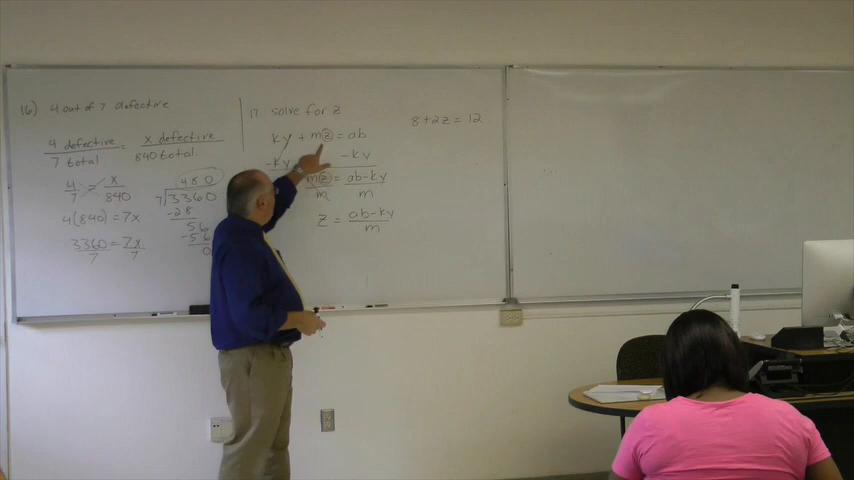 16) 4 out of 7 defective
4 defective / 7 total = x defective / 840 total
4/7 = x/840
4(840) = 7x
3360/7 = 7x/7
480
7 3360
-28
56
-56
0
17 solve for z
ky + mz = ab
-ky -ky
mz/m = ab-ky/m
z = ab-ky/m
8+2z=12